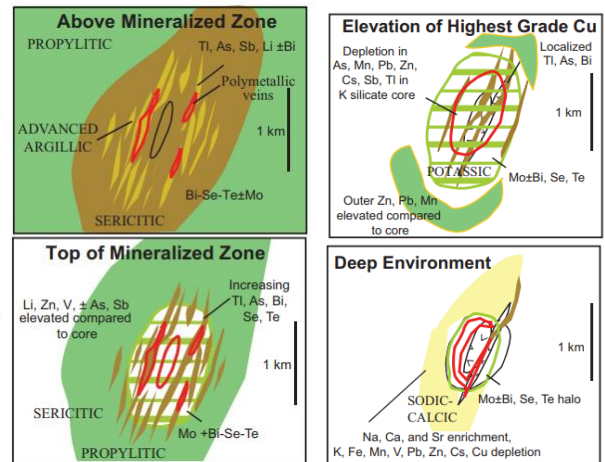 Above Mineralized Zone
PROPYLITIC
Tl, As, Sb, Li ±Bi
Polymetallic
veins
ADVANCED
ARGILLIC
1 km
Bi-Se-Te±Mo
SERICITIC
Elevation of Highest Grade Cu
Depletion in
As, Mn, Pb, Zn,
Cs, Sb, Tl in
K silicate core
Localized
Tl, As, Bi
1 km
POTASSIC
Mo±Bi, Se, Te
Outer Zn, Pb, Mn
elevated compared
to core
Top of Mineralized Zone
Li, Zn, V, ± As, Sb
elevated compared
to core
Increasing
Tl, As, Bi,
Se, Te
1 km
SERICITIC
Mo +Bi-Se-Te
PROPYLITIC
Deep Environment
1 km
SODIC-
CALCIC
Mo±Bi, Se, Te halo
Na, Ca, and Sr enrichment,
K, Fe, Mn, V, Pb, Zn, Cs, Cu depletion